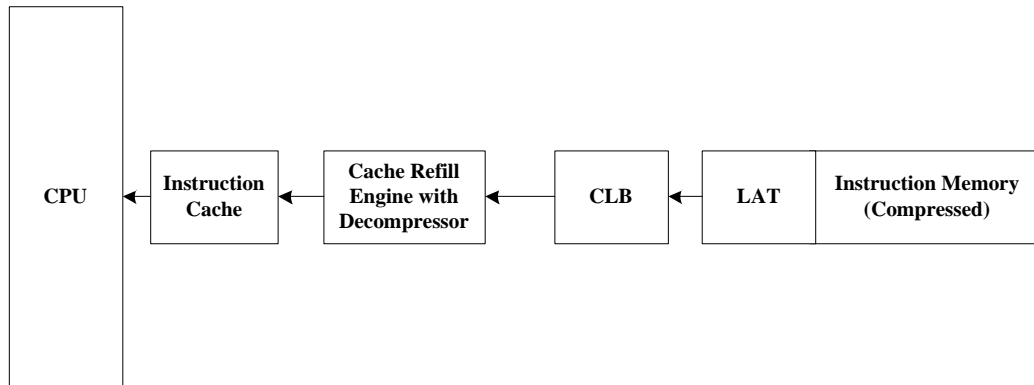 CPU
Instruction
Cache
Cache Refill
Engine with
Decompressor
CLB
LAT
Instruction Memory
(Compressed)